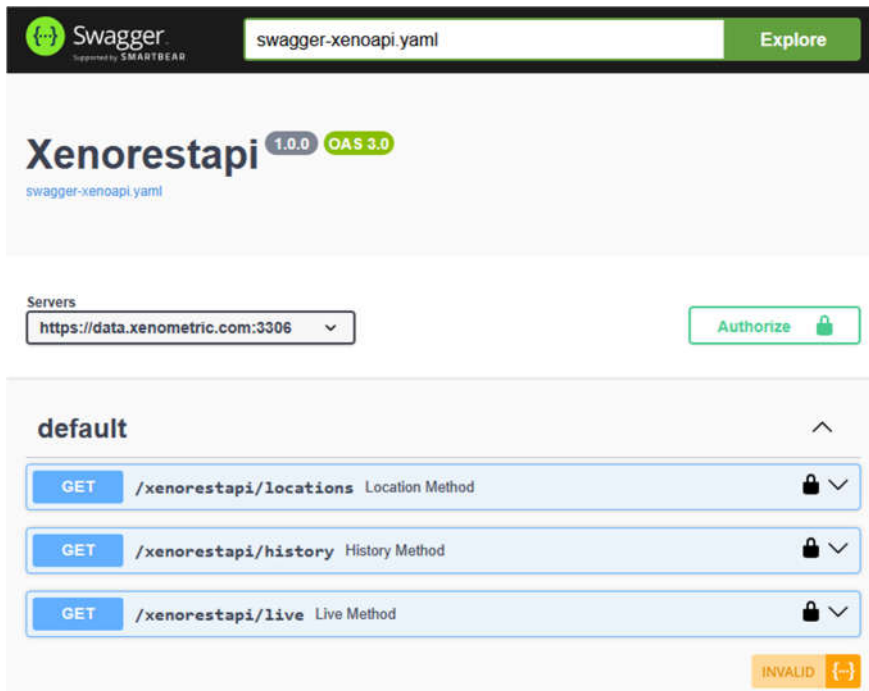 {...} Swagger.
Supported by SMARTBEAR
swagger-xenoapi.yaml
Explore
Xenorestapi 1.0.0 OAS 3.0
swagger-xenoapi.yaml
Servers
https://data.xenometric.com:3306
Authorize
default
GET /xenorestapi/locations Location Method
GET /xenorestapi/history History Method
GET /xenorestapi/live Live Method
INVALID {...}